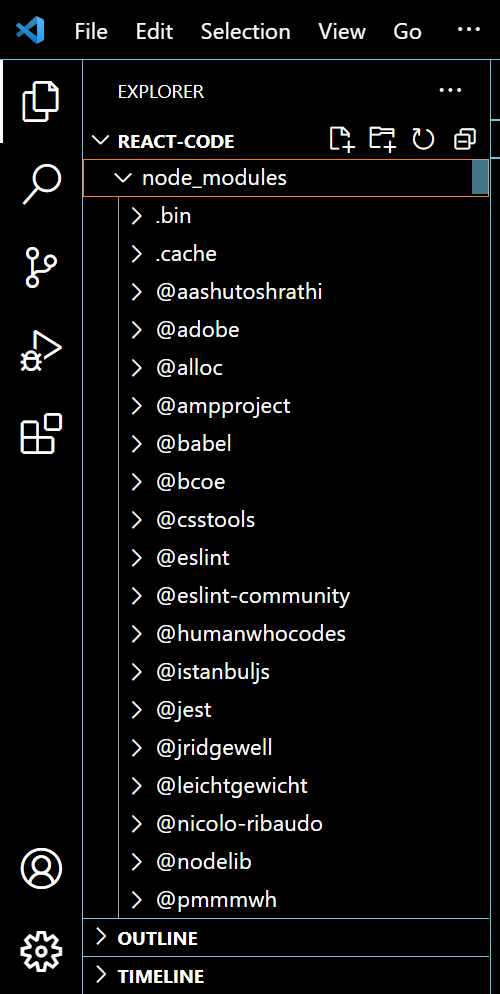 File Edit Selection View Go ...
EXPLORER ...
REACT-CODE
node_modules
.bin
.cache
@aashutoshrathi
@adobe
@alloc
@ampproject
@babel
@bcoe
@csstools
@eslint
@eslint-community
@humanwhocodes
@istanbuljs
@jest
@jridgewell
@leichtgewicht
@nicolo-ribaudo
@nodelib
@pmmmwh
OUTLINE
TIMELINE